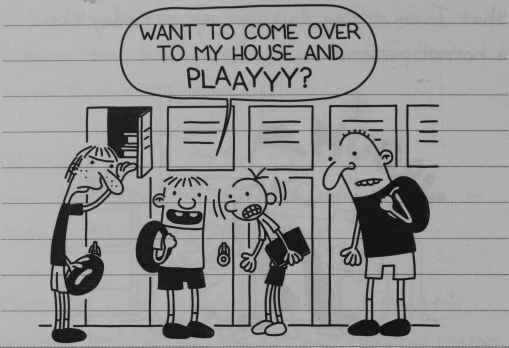 WANT TO COME OVER
TO MY HOUSE AND
PLAAYYY?